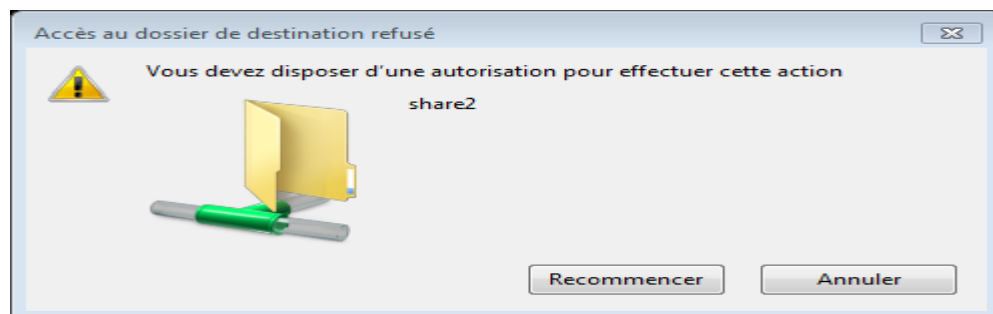 Accès au dossier de destination refusé
Vous devez disposer d'une autorisation pour effectuer cette action
share2
Recommencer
Annuler